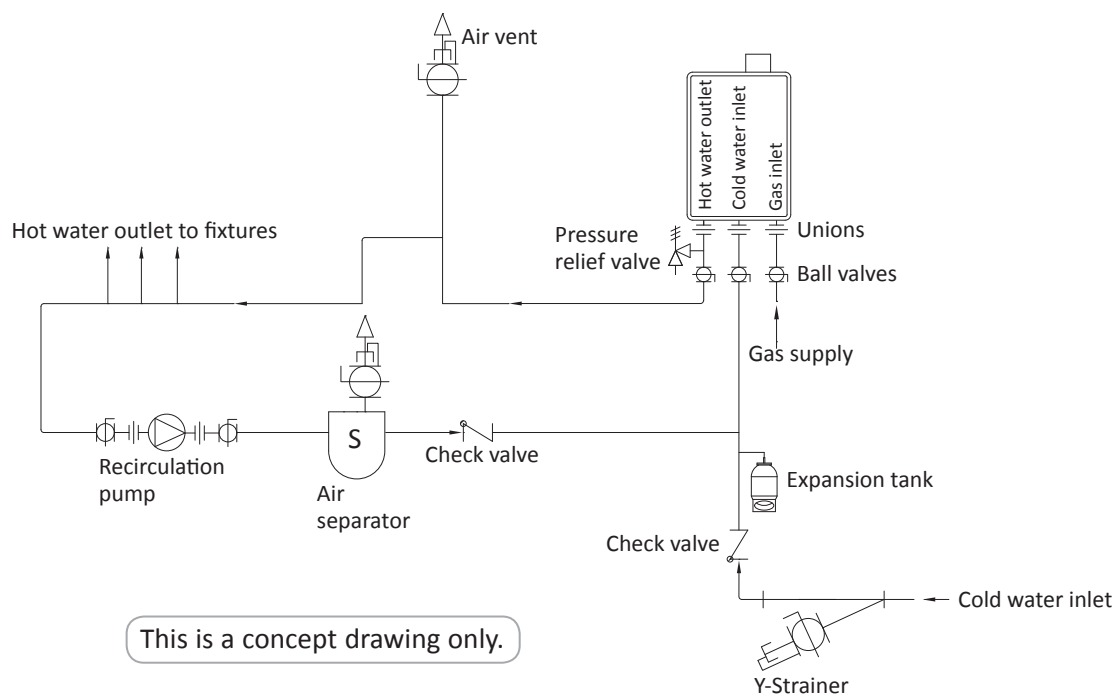 Air vent
Hot water outlet
Cold water inlet
Gas inlet
Hot water outlet to fixtures
Pressure
relief valve
Unions
Ball valves
Gas supply
S
Recirculation
pump
Air
separator
Check valve
Expansion tank
Check valve
Cold water inlet
This is a concept drawing only.
Y-Strainer